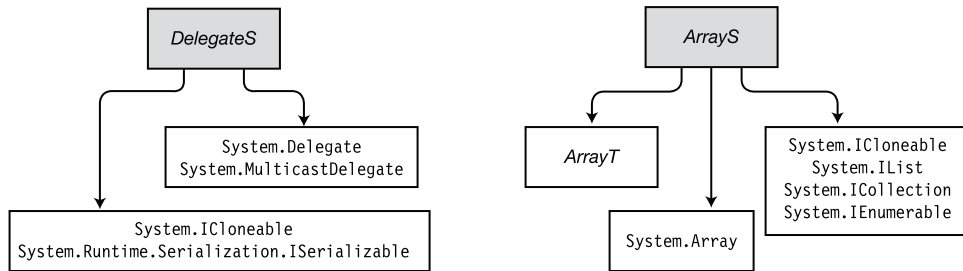 DelegateS
System.Delegate
System.MulticastDelegate
System.ICloneable
System.Runtime.Serialization.ISerializable
ArrayS
ArrayT
System.Array
System.ICloneable
System.IList
System.ICollection
System.IEnumerable